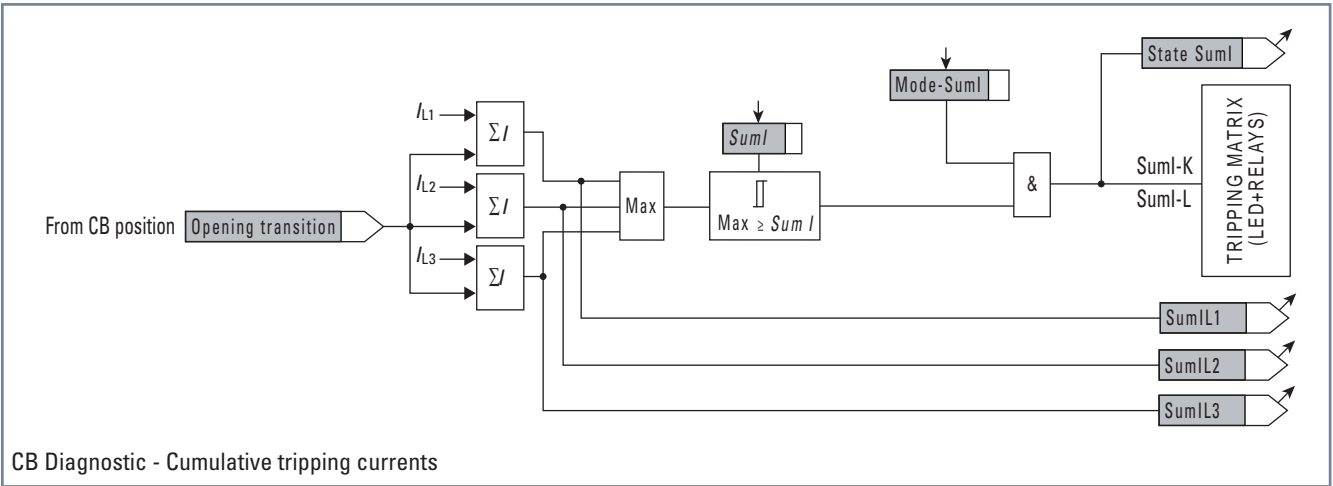 State SumI
Mode-SumI
IL1
ΣI
SumI
IL2
ΣI
Max
Max ≥ Sum I
&
SumI-K
SumI-L
TRIPPING MATRIX
(LED+RELAYS)
From CB position Opening transition
IL3
ΣI
SumIL1
SumIL2
SumIL3
CB Diagnostic - Cumulative tripping currents